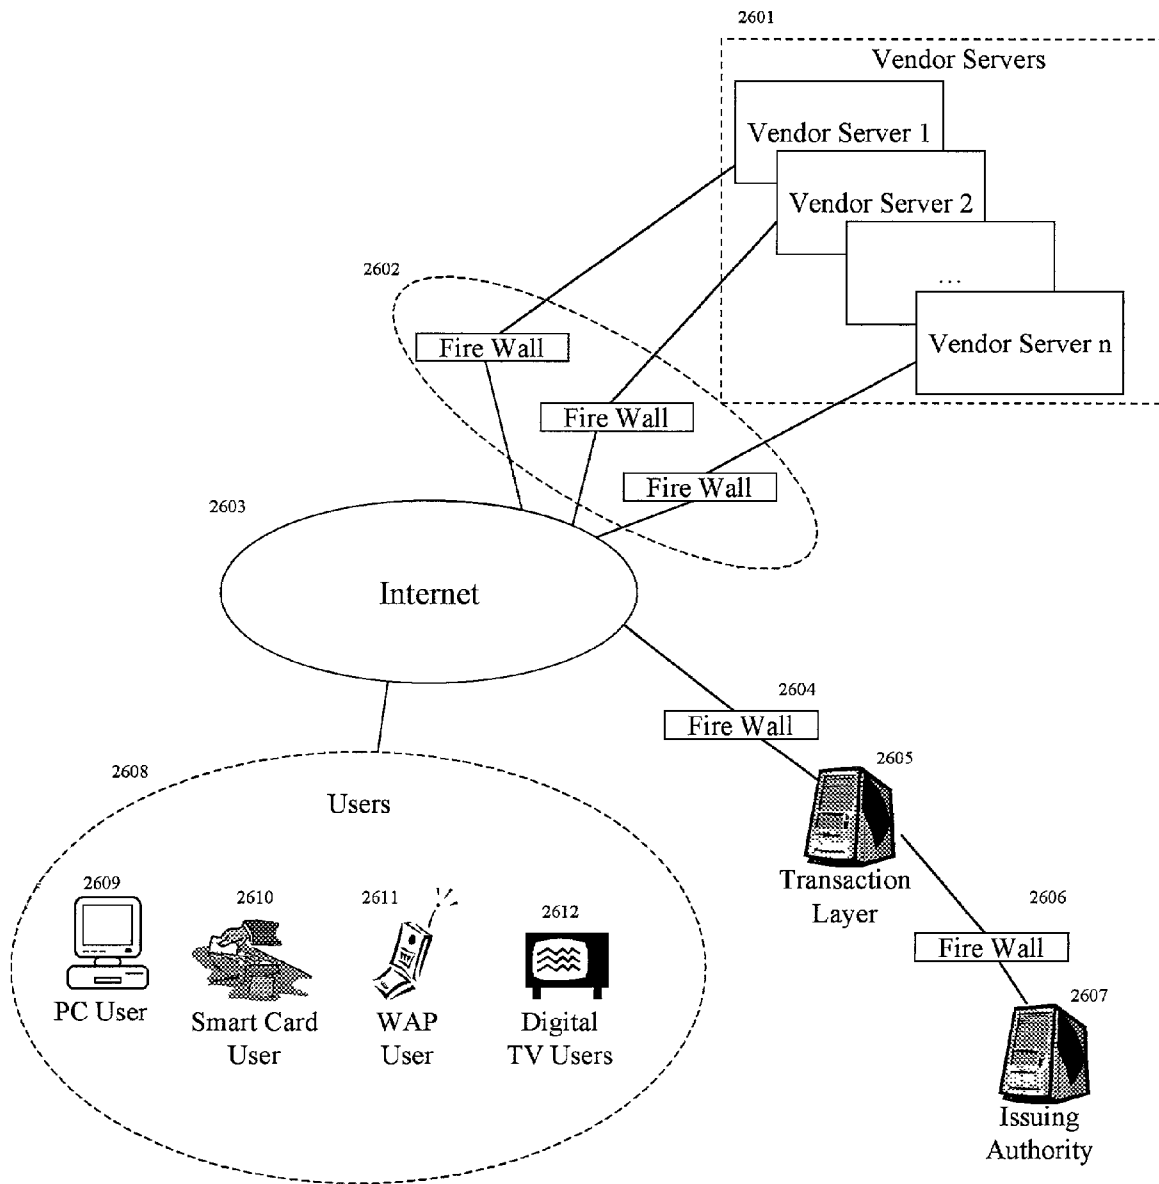 2601
Vendor Servers
Vendor Server 1
Vendor Server 2
...
Vendor Server n
2602
Fire Wall
Fire Wall
Fire Wall
2603
Internet
2604
Fire Wall
2605
Transaction
Layer
2606
Fire Wall
2607
Issuing
Authority
2608
Users
2609
PC User
2610
Smart Card
User
2611
WAP
User
2612
Digital
TV Users